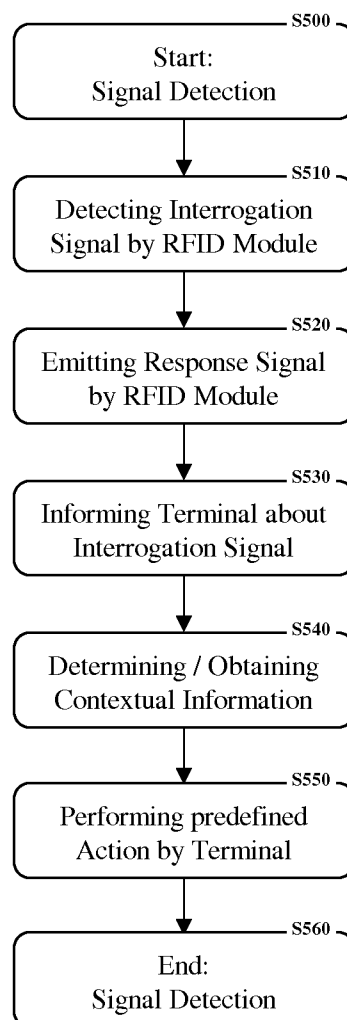 S500
Start:
Signal Detection
S510
Detecting Interrogation
Signal by RFID Module
S520
Emitting Response Signal
by RFID Module
S530
Informing Terminal about
Interrogation Signal
S540
Determining / Obtaining
Contextual Information
S550
Performing predefined
Action by Terminal
S560
End:
Signal Detection